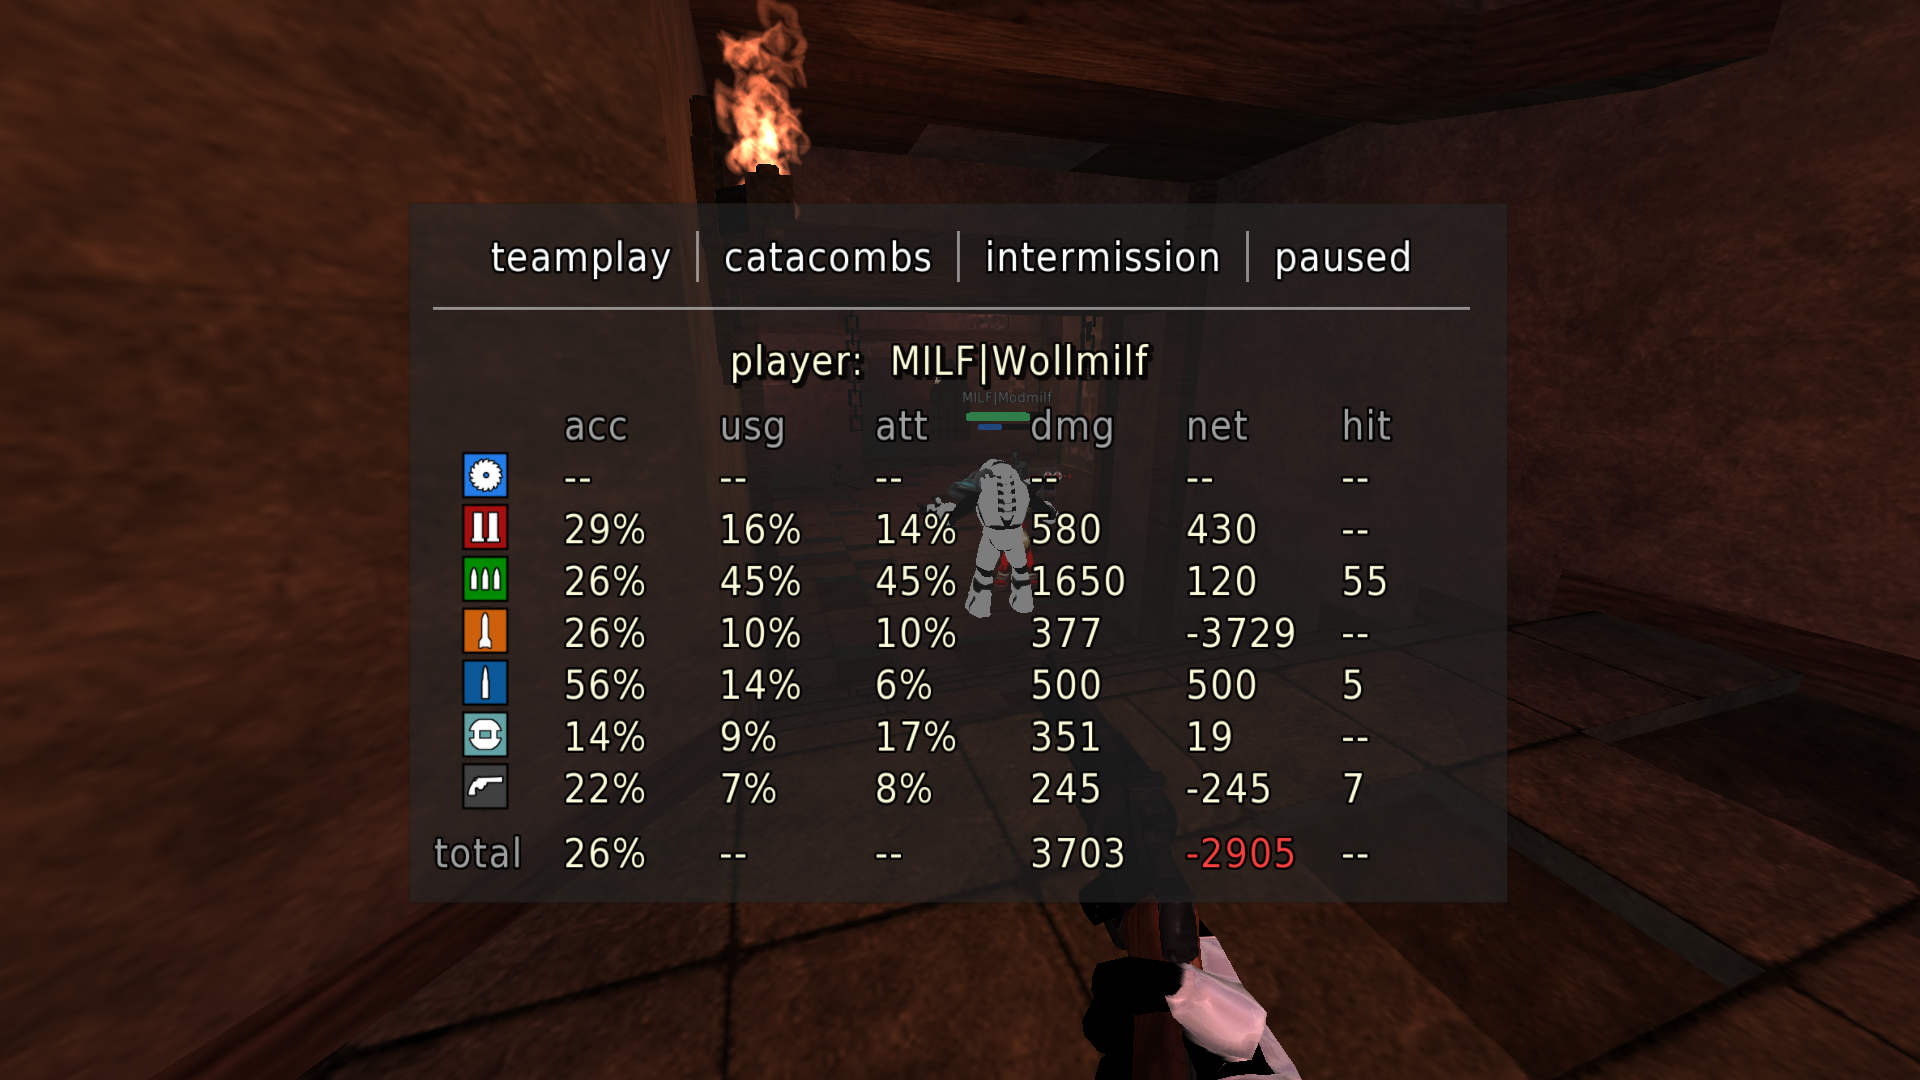 teamplay | catacombs | intermission | paused
player: MILF|Wollmilf
MILF|Modmilf
acc usg att dmg net hit
-- -- -- -- -- --
29% 16% 14% 580 430 --
26% 45% 45% 1650 120 55
26% 10% 10% 377 -3729 --
56% 14% 6% 500 500 5
14% 9% 17% 351 19 --
22% 7% 8% 245 -245 7
total 26% -- -- 3703 -2905 --